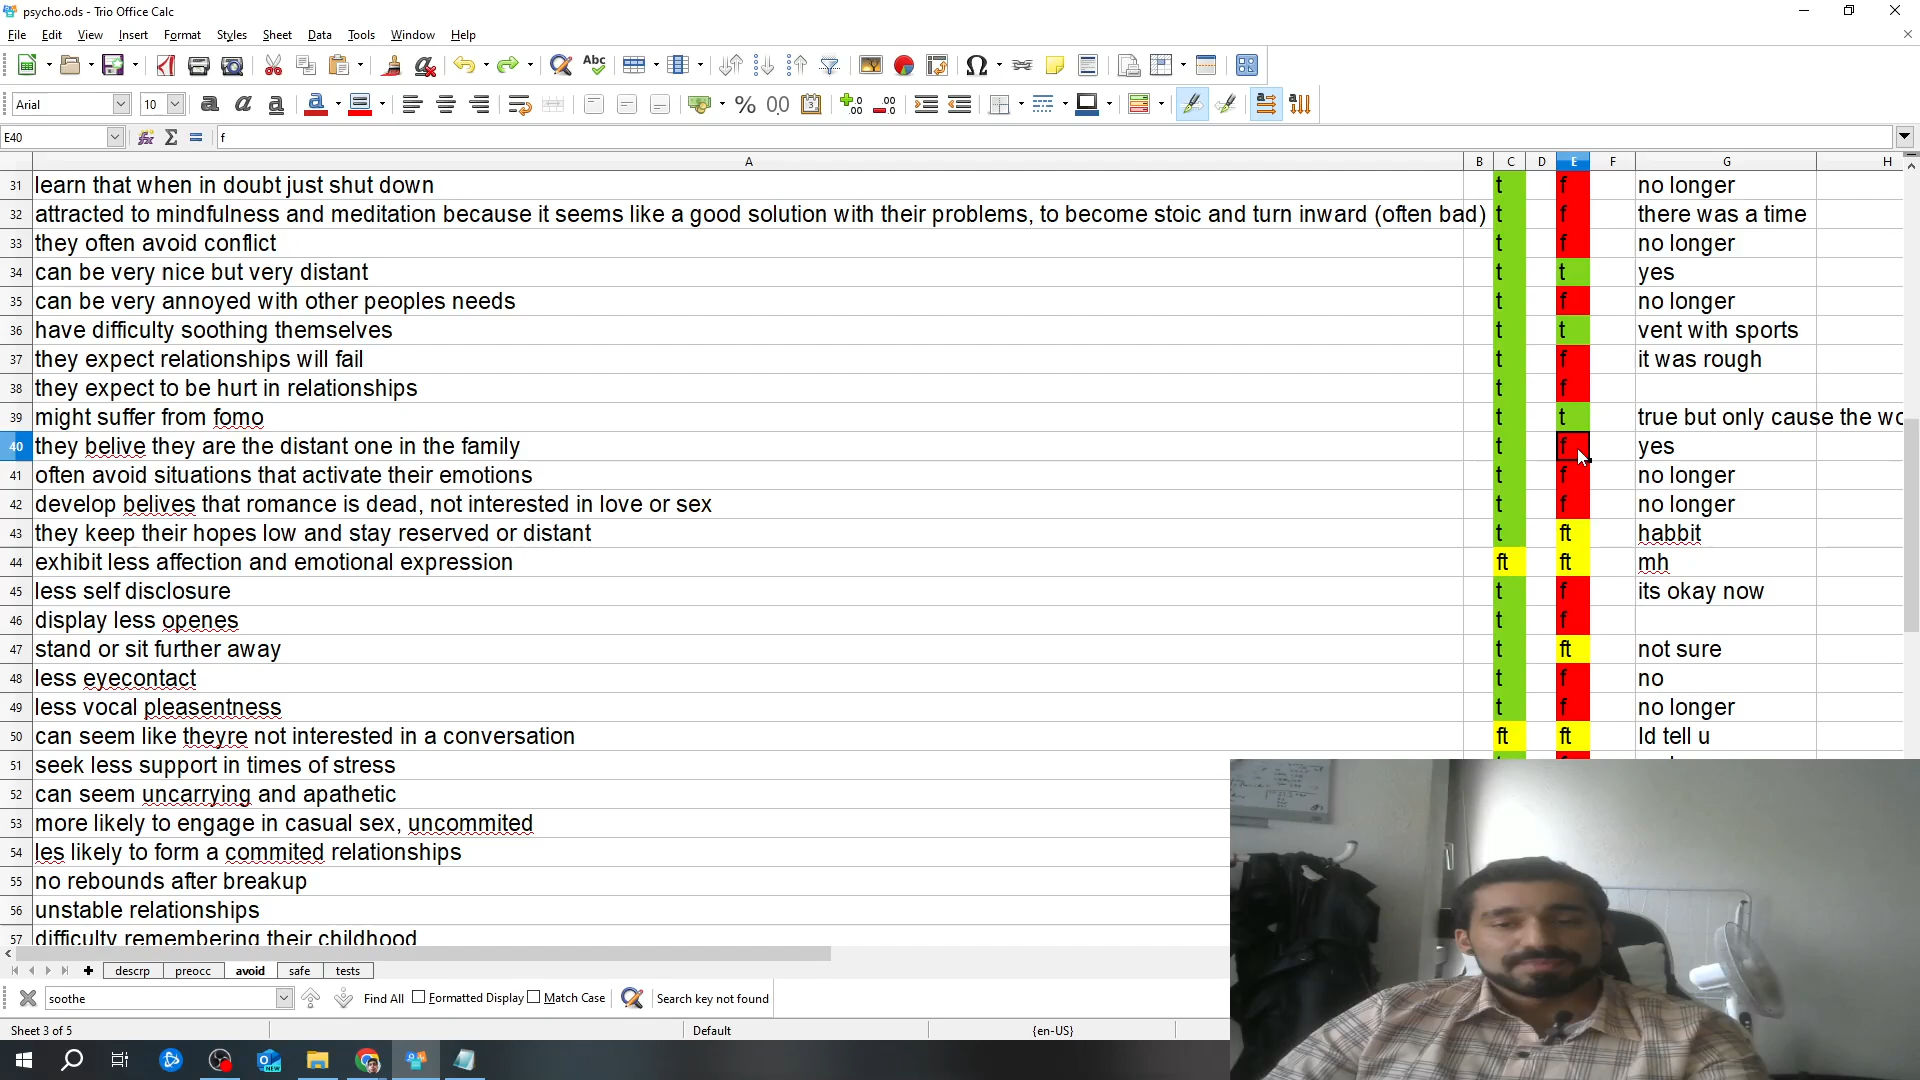 psycho.ods - Trio Office Calc
File Edit View Insert Format Styles Sheet Data Tools Window Help
Arial 10
E40 f
A B C D E F G H
31 learn that when in doubt just shut down t f no longer
32 attracted to mindfulness and meditation because it seems like a good solution with their problems, to become stoic and turn inward (often bad) t f there was a time
33 they often avoid conflict t f no longer
34 can be very nice but very distant t t yes
35 can be very annoyed with other peoples needs t f no longer
36 have difficulty soothing themselves t t vent with sports
37 they expect relationships will fail t f it was rough
38 they expect to be hurt in relationships t f
39 might suffer from fomo t t true but only cause the wo
40 they belive they are the distant one in the family t f yes
41 often avoid situations that activate their emotions t f no longer
42 develop belives that romance is dead, not interested in love or sex t f no longer
43 they keep their hopes low and stay reserved or distant t ft habbit
44 exhibit less affection and emotional expression ft ft mh
45 less self disclosure t f its okay now
46 display less openes t f
47 stand or sit further away t ft not sure
48 less eyecontact t f no
49 less vocal pleasentness t f no longer
50 can seem like theyre not interested in a conversation ft ft Id tell u
51 seek less support in times of stress
52 can seem uncarrying and apathetic
53 more likely to engage in casual sex, uncommited
54 les likely to form a commited relationships
55 no rebounds after breakup
56 unstable relationships
57 difficulty remembering their childhood
descrp preocc avoid safe tests
soothe Find All Formatted Display Match Case Search key not found
Sheet 3 of 5 Default {en-US}